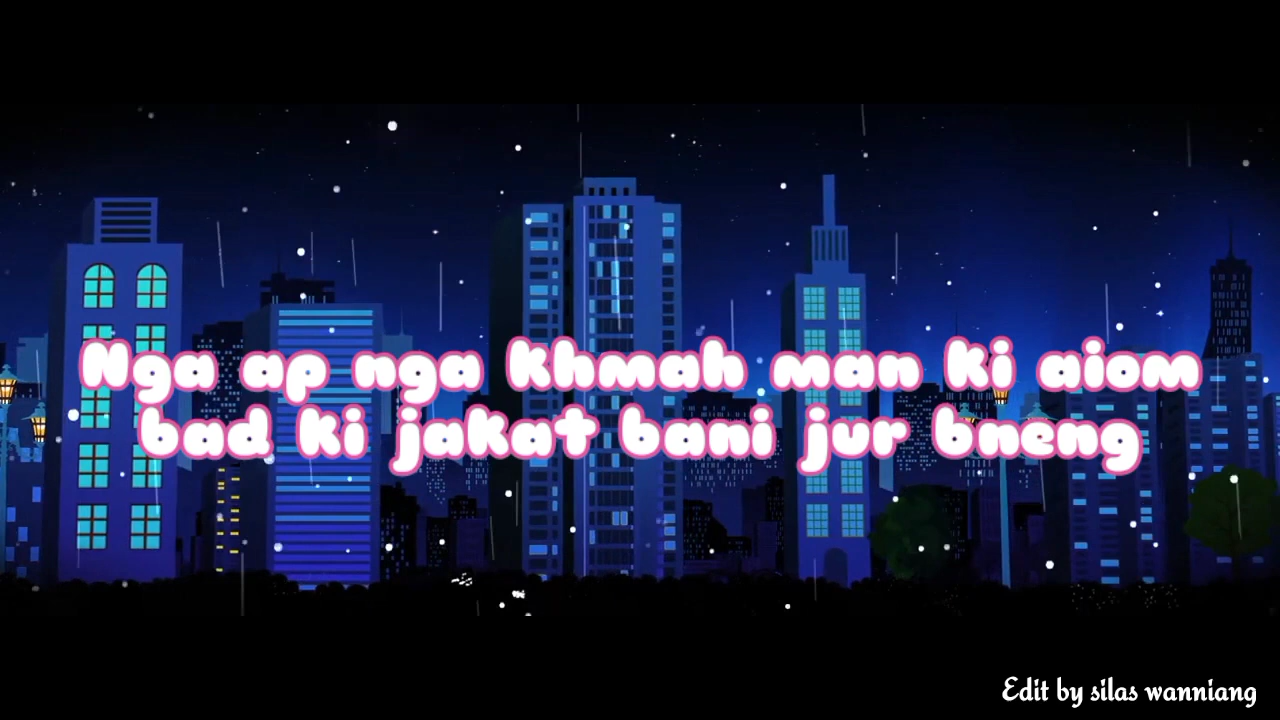 Nga ap nga khmah man ki aiom
bad ki jakat bani jur bneng
Edit by silas wanniang